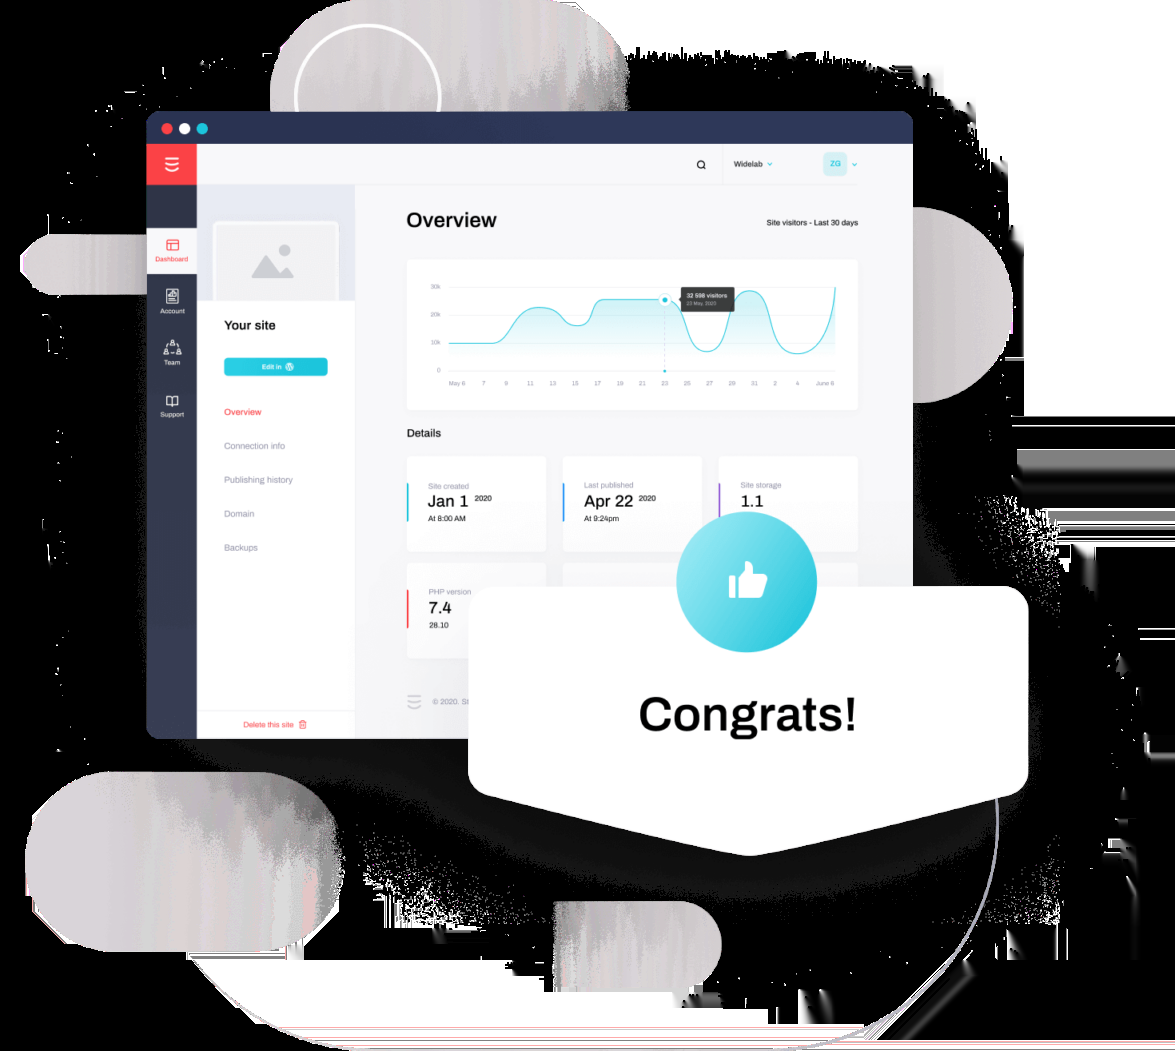 Widelab
ZG
Dashboard
Account
Team
Support
Your site
Edit in
Overview
Connection info
Publishing history
Domain
Backups
Delete this site
Overview
Site visitors - Last 30 days
30k
20k
10k
0
32 508 visitors
23 May, 2020
May 6 7 9 11 13 15 17 19 21 23 25 27 29 31 2 4 June 6
Details
Site created
Jan 1 2020
At 8:00 AM
Last published
Apr 22 2020
At 9:24pm
Site storage
1.1
PHP version
7.4
28.10
© 2020.
Congrats!